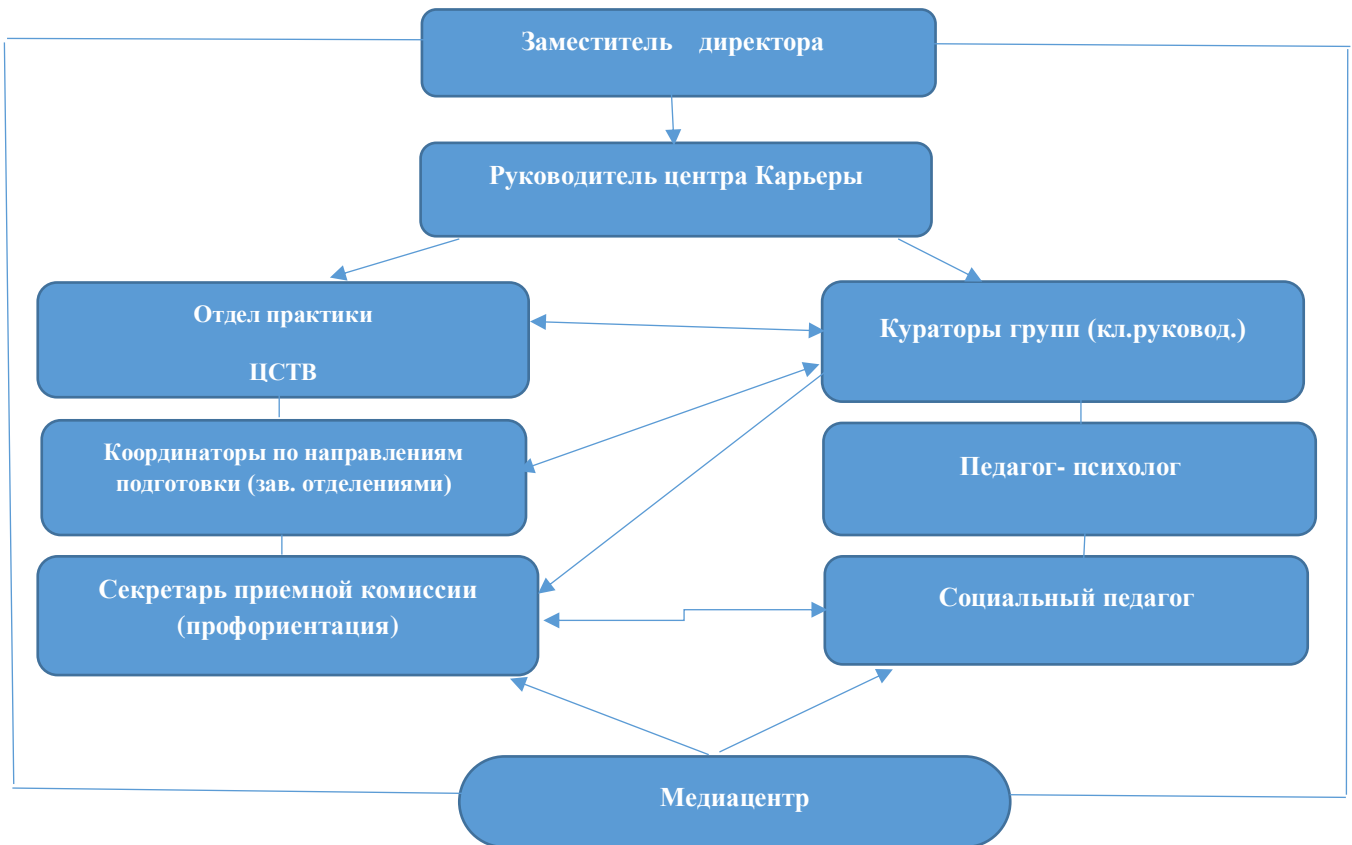 Заместитель директора
Руководитель центра Карьеры
Отдел практики
ЦСТВ
Кураторы групп (кл.руковод.)
Координаторы по направлениям
подготовки (зав. отделениями)
Педагог- психолог
Секретарь приемной комиссии
(профориентация)
Социальный педагог
Медиацентр